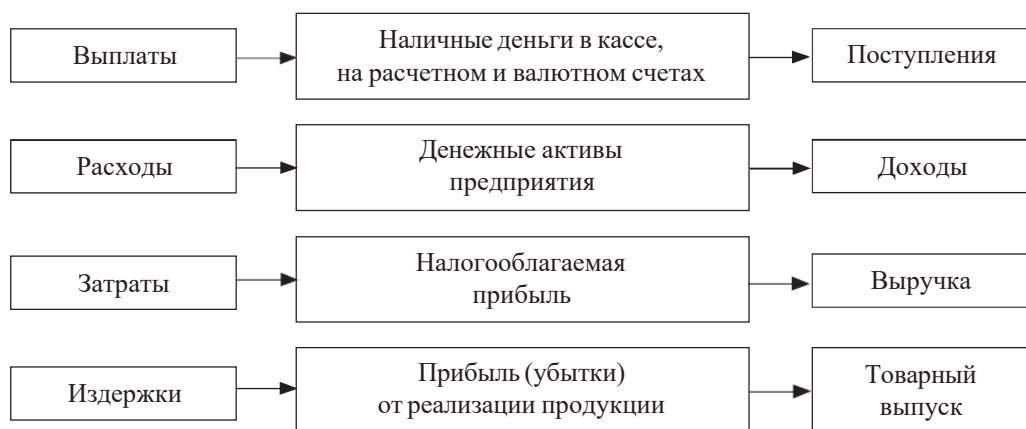 Выплаты
Наличные деньги в кассе,
на расчетном и валютном счетах
Поступления
Расходы
Денежные активы
предприятия
Доходы
Затраты
Налогооблагаемая
прибыль
Выручка
Издержки
Прибыль (убытки)
от реализации продукции
Товарный
выпуск